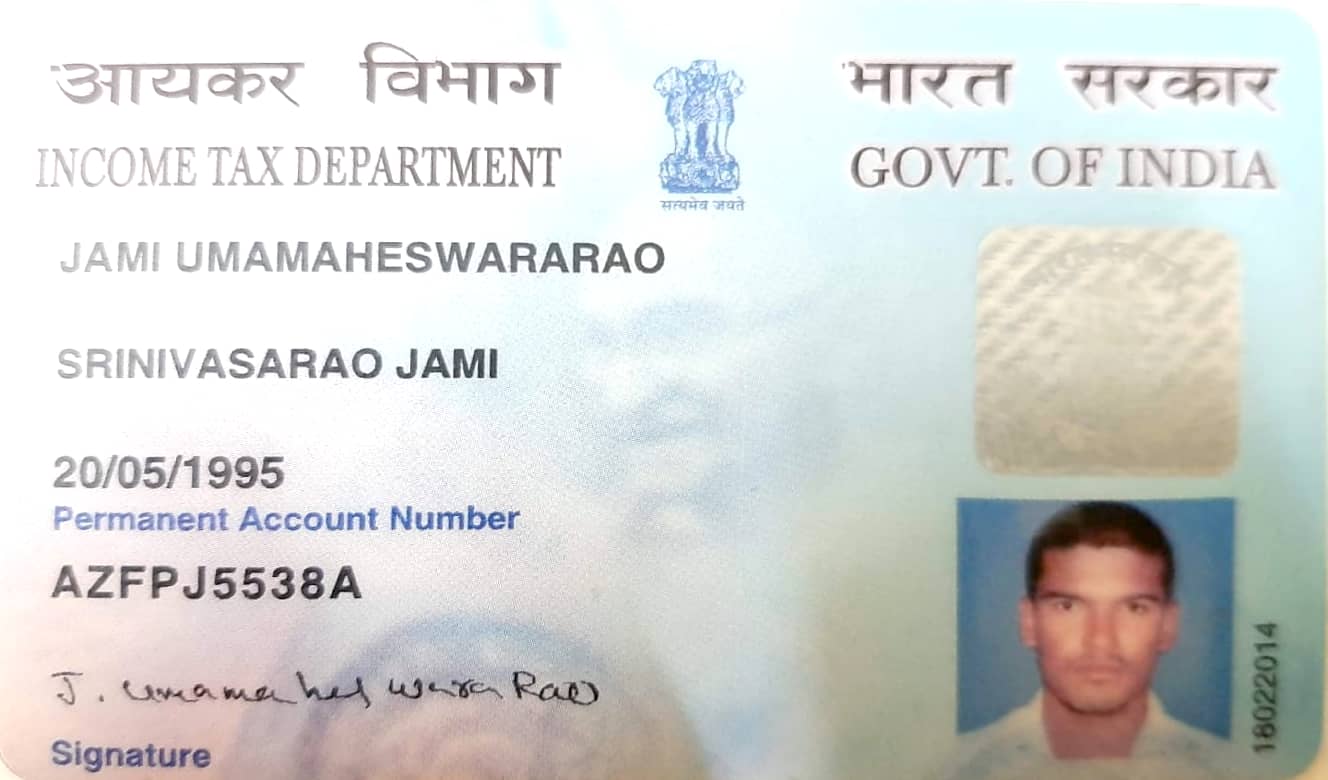 आयकर विभाग
INCOME TAX DEPARTMENT
सत्यमेव जयते
भारत सरकार
GOVT. OF INDIA
JAMI UMAMAHESWARARAO
SRINIVASARAO JAMI
20/05/1995
Permanent Account Number
AZFPJ5538A
J. Umamaheswara Rao
Signature
18022014